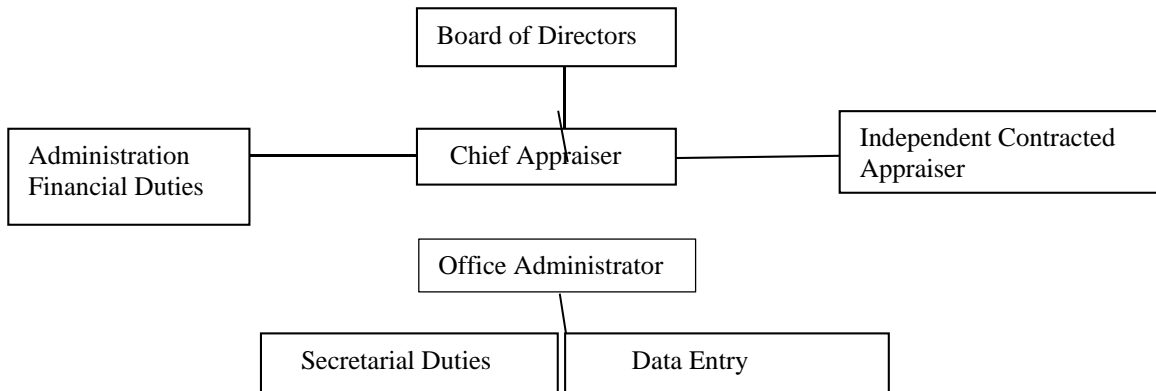 Board of Directors
Administration
Financial Duties
Chief Appraiser
Independent Contracted
Appraiser
Office Administrator
Secretarial Duties
Data Entry